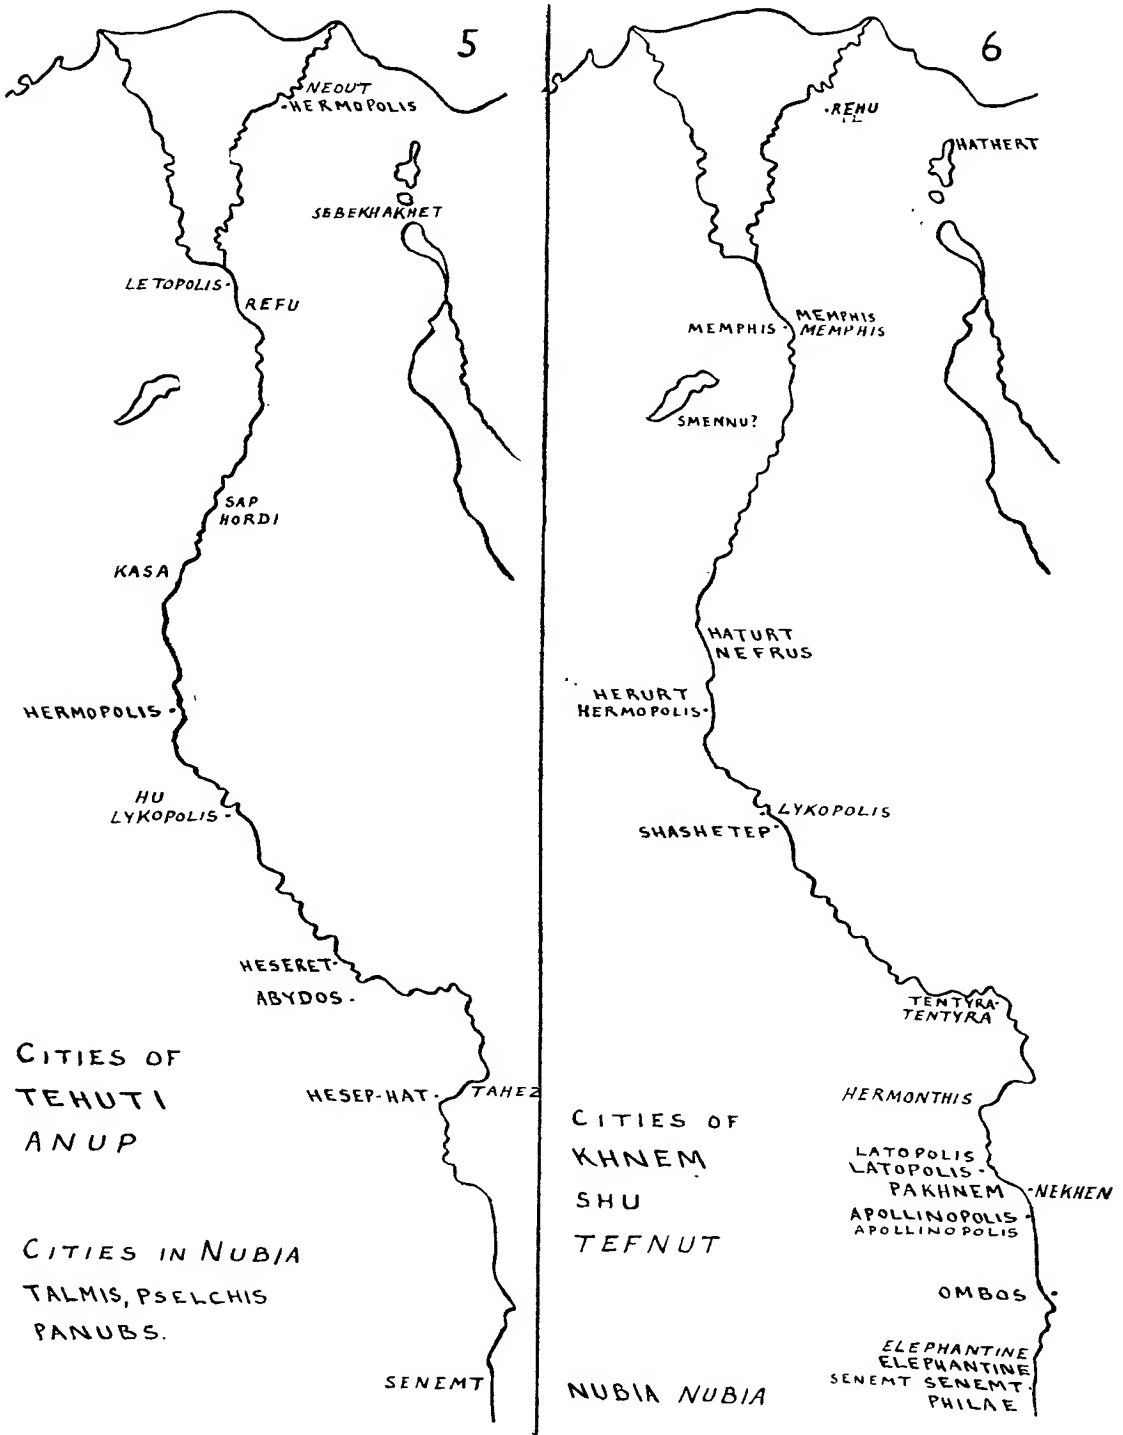 5
NEOUT
HERMOPOLIS
SEBEKHAKHET
LETOPOLIS
REFU
SAP
HORDI
KASA
HERMOPOLIS
HU
LYKOPOLIS
HESERET
ABYDOS
CITIES OF
TEHUTI
ANUP
HESEP-HAT
TAHEZ
CITIES IN NUBIA
TALMIS, PSELCHIS
PANUBS.
SENEMT
6
REHU
HATHERT
MEMPHIS
MEMPHIS
MEMPHIS
SMENNU?
HATURT
NEFRUS
HERURT
HERMOPOLIS
LYKOPOLIS
SHASHETEP
TENTYRA
TENTYRA
HERMONTHIS
CITIES OF
KHNEM
SHU
TEFNUT
LATOPOLIS
LATOPOLIS
PAKHNEM
NEKHEN
APOLLINOPOLIS
APOLLINOPOLIS
OMBOS
ELEPHANTINE
ELEPHANTINE
SENEMT SENEMT
PHILAE
NUBIA NUBIA